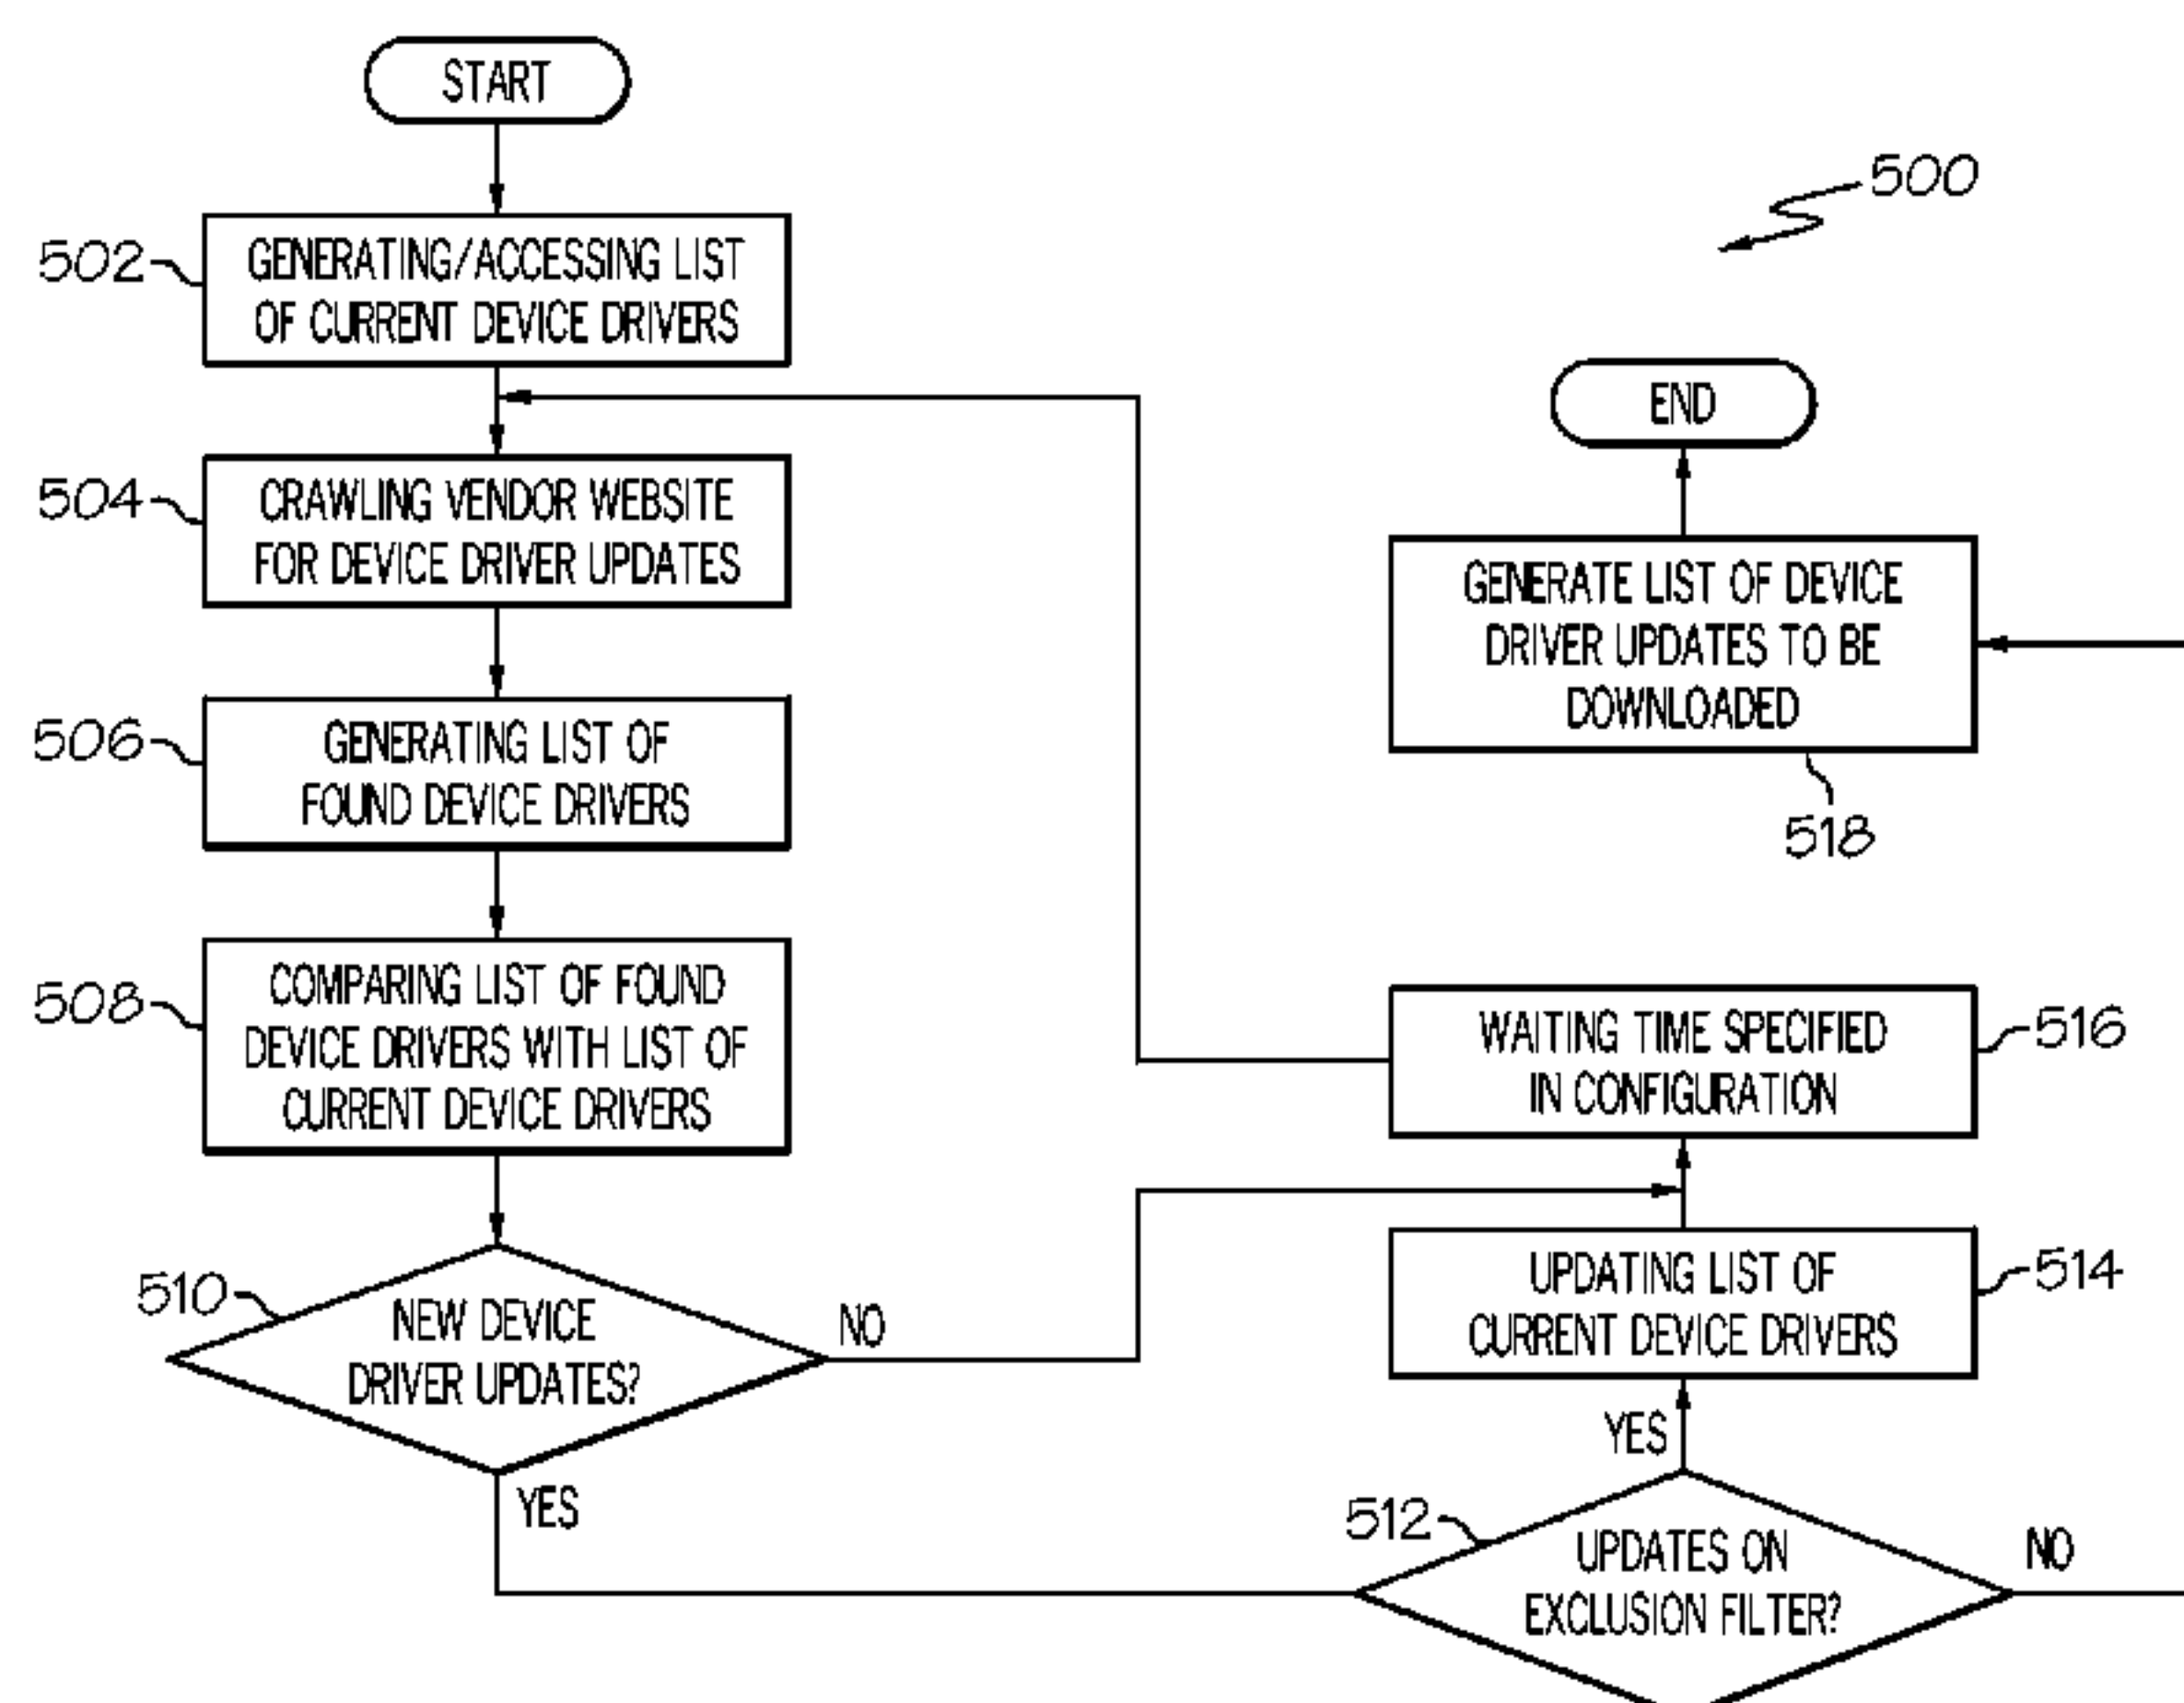 START
500
502
GENERATING/ACCESSING LIST
OF CURRENT DEVICE DRIVERS
504
CRAWLING VENDOR WEBSITE
FOR DEVICE DRIVER UPDATES
506
GENERATING LIST OF
FOUND DEVICE DRIVERS
508
COMPARING LIST OF FOUND
DEVICE DRIVERS WITH LIST OF
CURRENT DEVICE DRIVERS
510
NEW DEVICE
DRIVER UPDATES?
NO
YES
512
UPDATES ON
EXCLUSION FILTER?
NO
YES
514
UPDATING LIST OF
CURRENT DEVICE DRIVERS
516
WAITING TIME SPECIFIED
IN CONFIGURATION
518
GENERATE LIST OF DEVICE
DRIVER UPDATES TO BE
DOWNLOADED
END